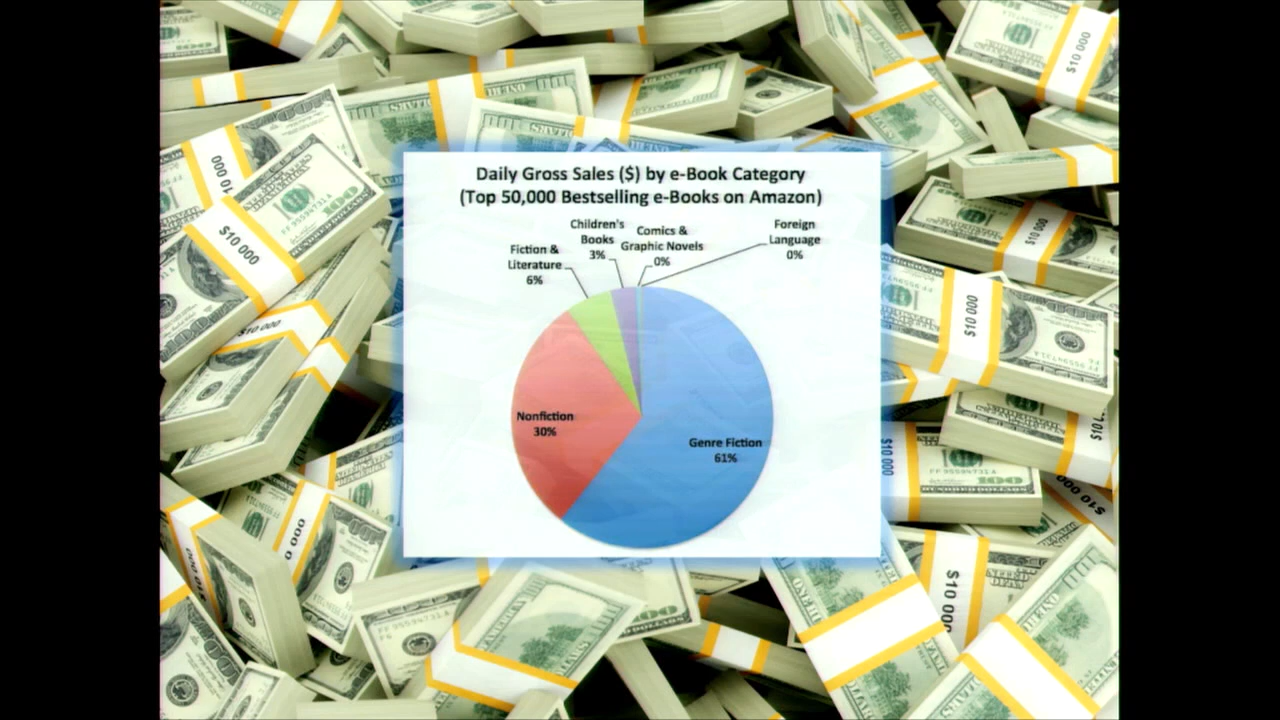 Daily Gross Sales ($) by e-Book Category
(Top 50,000 Bestselling e-Books on Amazon)
Children's
Books
3%
Comics &
Graphic Novels
0%
Foreign
Language
0%
Fiction &
Literature
6%
Nonfiction
30%
Genre Fiction
61%
$10 000
$10 000
$10 000
$10 000
$10 000
$10 000